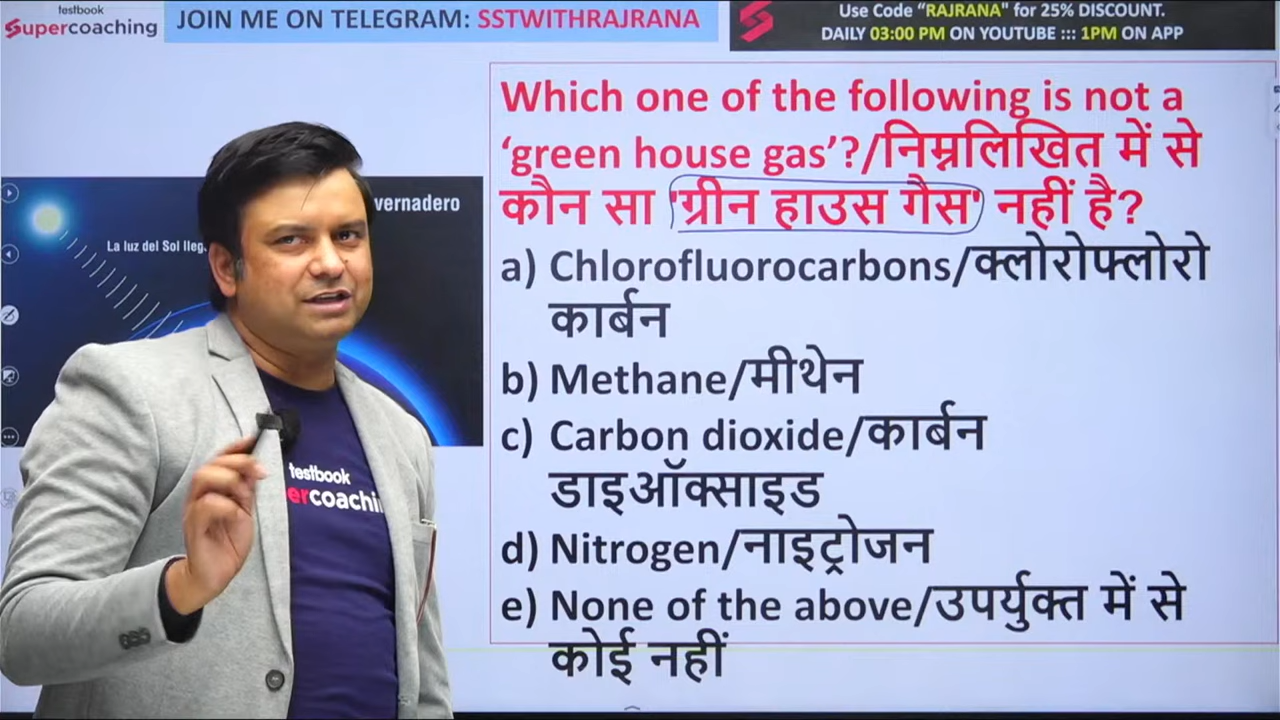 testbook
Supercoaching
JOIN ME ON TELEGRAM: SSTWITHRAJRANA
Use Code “RAJRANA" for 25% DISCOUNT.
DAILY 03:00 PM ON YOUTUBE ::: 1PM ON APP
vernadero
La luz del Sol lleg
testbook
ercoachi
Which one of the following is not a
‘green house gas’?/निम्नलिखित में से
कौन सा 'ग्रीन हाउस गैस' नहीं है?
a) Chlorofluorocarbons/क्लोरोफ्लोरो
कार्बन
b) Methane/मीथेन
c) Carbon dioxide/कार्बन
डाइऑक्साइड
d) Nitrogen/नाइट्रोजन
e) None of the above/उपर्युक्त में से
कोई नहीं